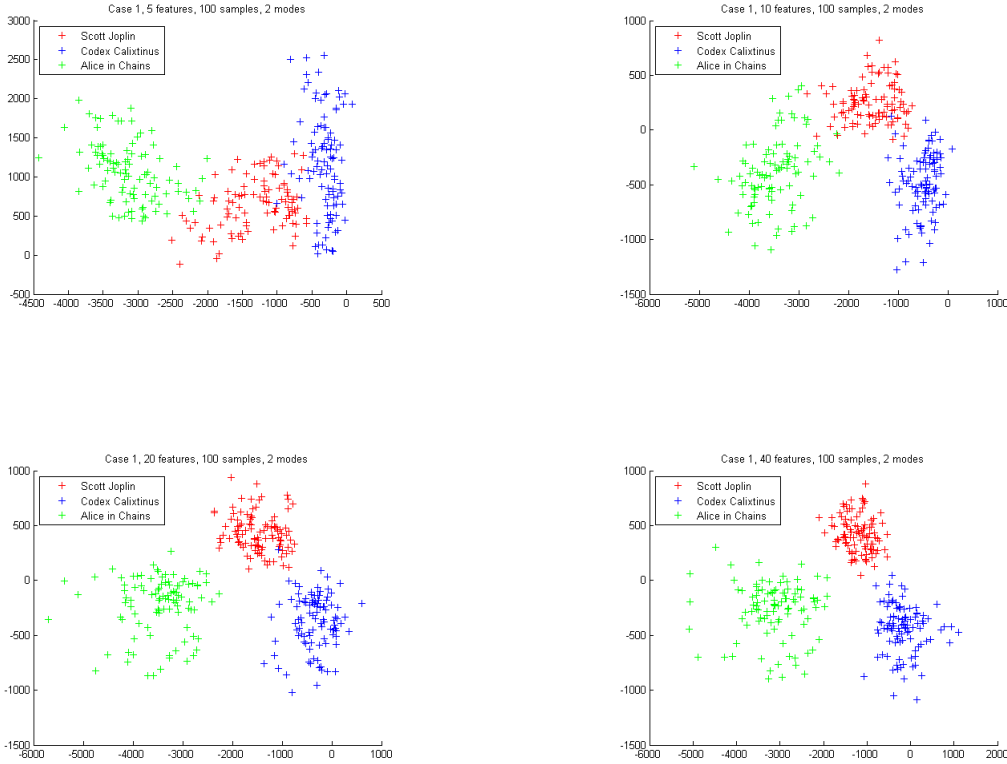 Case 1, 5 features, 100 samples, 2 modes
3000
2500
2000
1500
1000
500
0
-500
Scott Joplin
Codex Calixtinus
Alice in Chains
-4500 -4000 -3500 -3000 -2500 -2000 -1500 -1000 -500 0 500
Case 1, 10 features, 100 samples, 2 modes
1000
500
0
-500
-1000
-1500
Scott Joplin
Codex Calixtinus
Alice in Chains
-6000 -5000 -4000 -3000 -2000 -1000 0 1000
Case 1, 20 features, 100 samples, 2 modes
1000
500
0
-500
-1000
-1500
Scott Joplin
Codex Calixtinus
Alice in Chains
-6000 -5000 -4000 -3000 -2000 -1000 0 1000
Case 1, 40 features, 100 samples, 2 modes
1000
500
0
-500
-1000
-1500
Scott Joplin
Codex Calixtinus
Alice in Chains
-6000 -5000 -4000 -3000 -2000 -1000 0 1000 2000